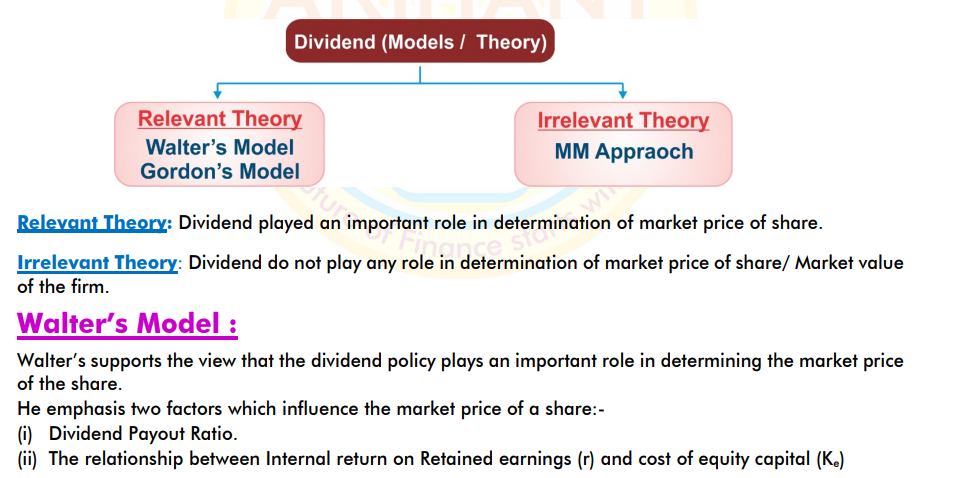 ARIHANT
Dividend (Models / Theory)
Relevant Theory
Walter's Model
Gordon's Model
Irrelevant Theory
MM Appraoch
Relevant Theory: Dividend played an important role in determination of market price of share.
Irrelevant Theory: Dividend do not play any role in determination of market price of share/ Market value
of the firm.
Walter's Model :
Walter's supports the view that the dividend policy plays an important role in determining the market price
of the share.
He emphasis two factors which influence the market price of a share:-
(i) Dividend Payout Ratio.
(ii) The relationship between Internal return on Retained earnings (r) and cost of equity capital (Kₑ)